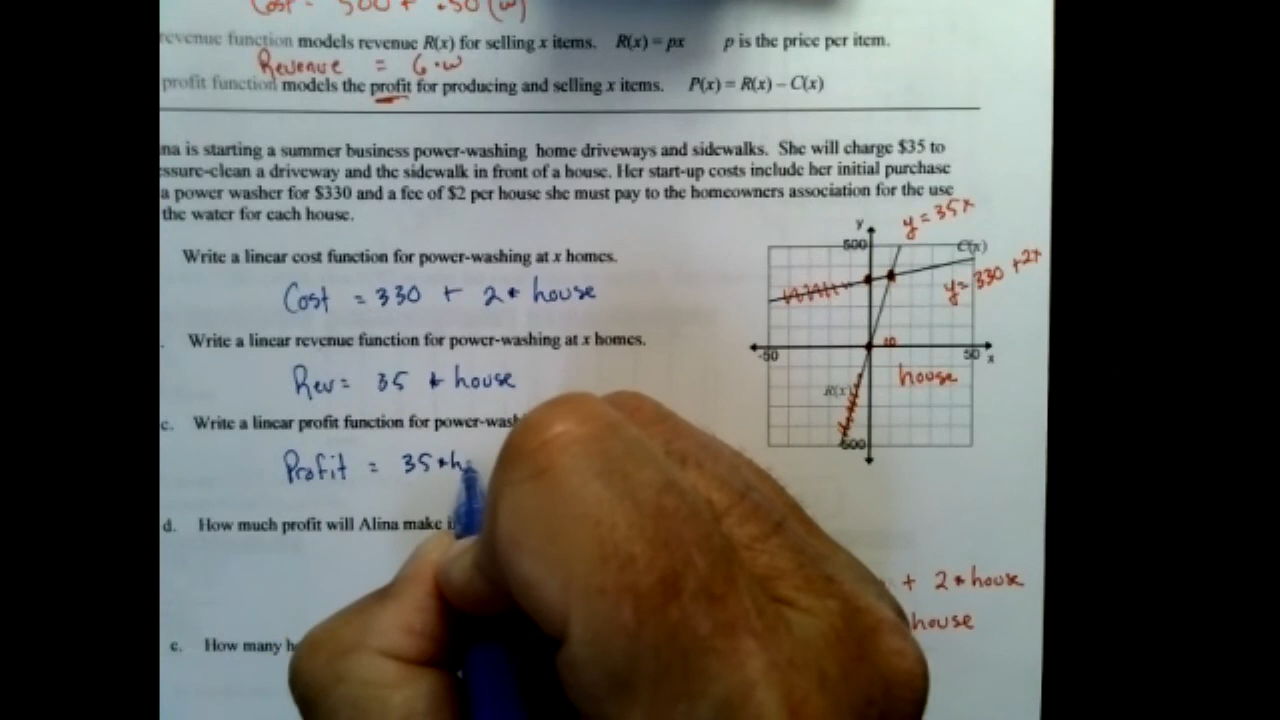 Cost = 500 + .50 (w)
revenue function models revenue R(x) for selling x items. R(x) = px p is the price per item.
Revenue = 6·w
profit function models the profit for producing and selling x items. P(x) = R(x) – C(x)
na is starting a summer business power-washing home driveways and sidewalks. She will charge $35 to
ssure-clean a driveway and the sidewalk in front of a house. Her start-up costs include her initial purchase
a power washer for $330 and a fee of $2 per house she must pay to the homeowners association for the use
the water for each house.
y = 35x
y
500
C(x)
Write a linear cost function for power-washing at x homes.
y = 330 + 2x
Cost = 330 + 2 * house
. Write a linear revenue function for power-washing at x homes.
10
-50
50 x
Rev = 35 * house
house
R(x)
c. Write a linear profit function for power-wash
-500
Profit = 35 * h
d. How much profit will Alina make i
+ 2 * house
house
e. How many h